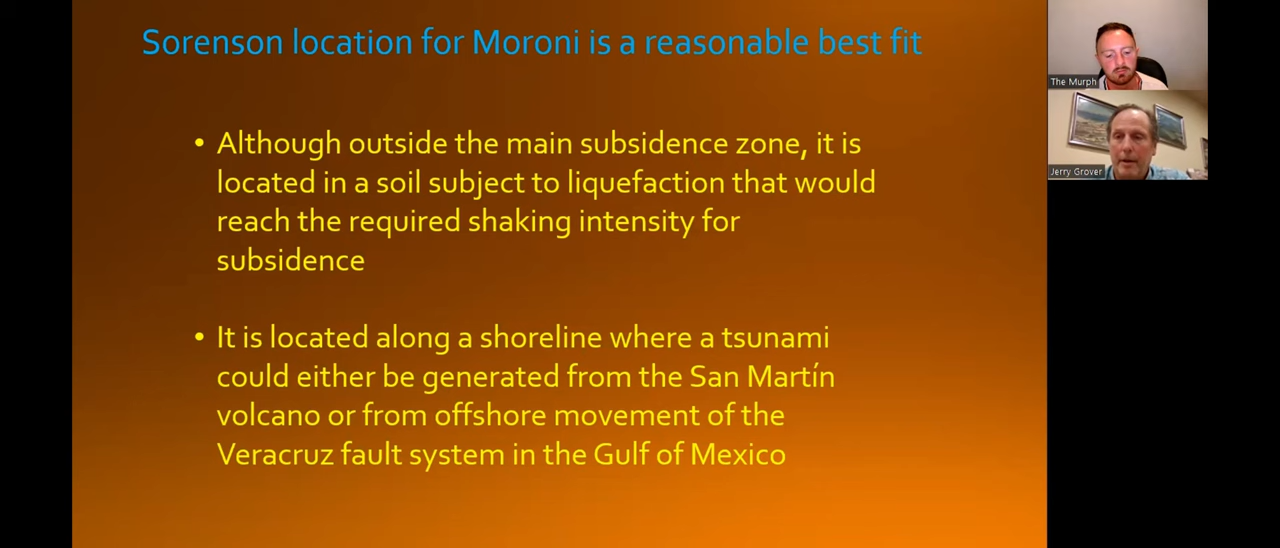 Sorenson location for Moroni is a reasonable best fit
• Although outside the main subsidence zone, it is
located in a soil subject to liquefaction that would
reach the required shaking intensity for
subsidence
• It is located along a shoreline where a tsunami
could either be generated from the San Martín
volcano or from offshore movement of the
Veracruz fault system in the Gulf of Mexico
The Murph
Jerry Grover